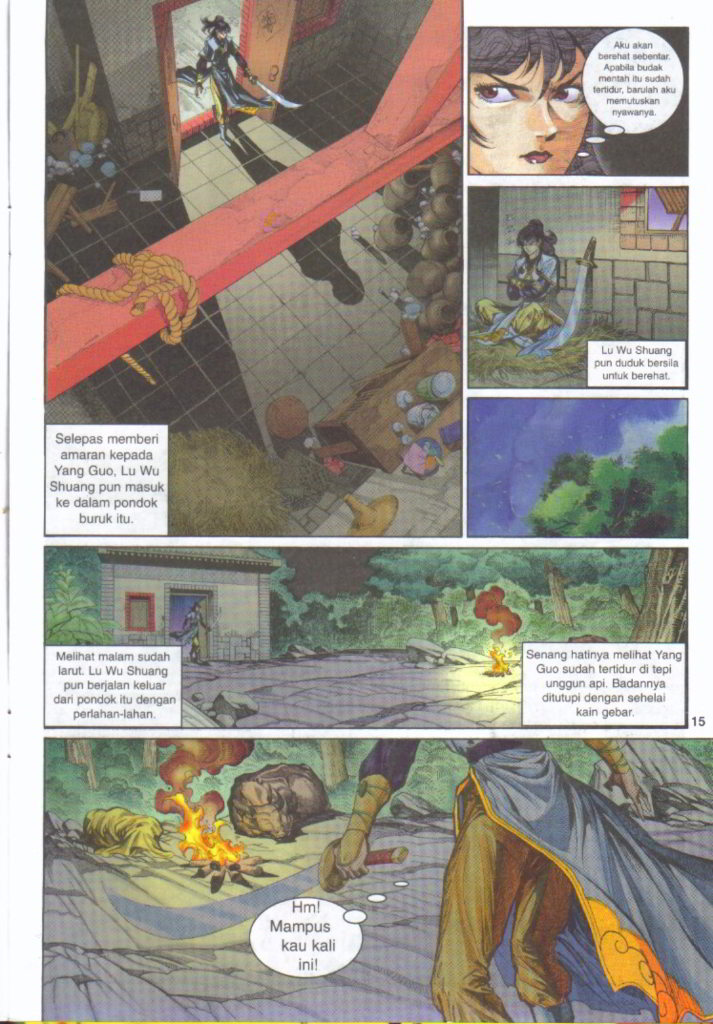 Selepas memberi
amaran kepada
Yang Guo, Lu Wu
Shuang pun masuk
ke dalam pondok
buruk itu.
Aku akan
berehat sebentar.
Apabila budak
mentah itu sudah
tertidur, barulah aku
memutuskan
nyawanya.
Lu Wu Shuang
pun duduk bersila
untuk berehat.
Melihat malam sudah
larut. Lu Wu Shuang
pun berjalan keluar
dari pondok itu dengan
perlahan-lahan.
Senang hatinya melihat Yang
Guo sudah tertidur di tepi
unggun api. Badannya
ditutupi dengan sehelai
kain gebar.
15
Hm!
Mampus
kau kali
ini!